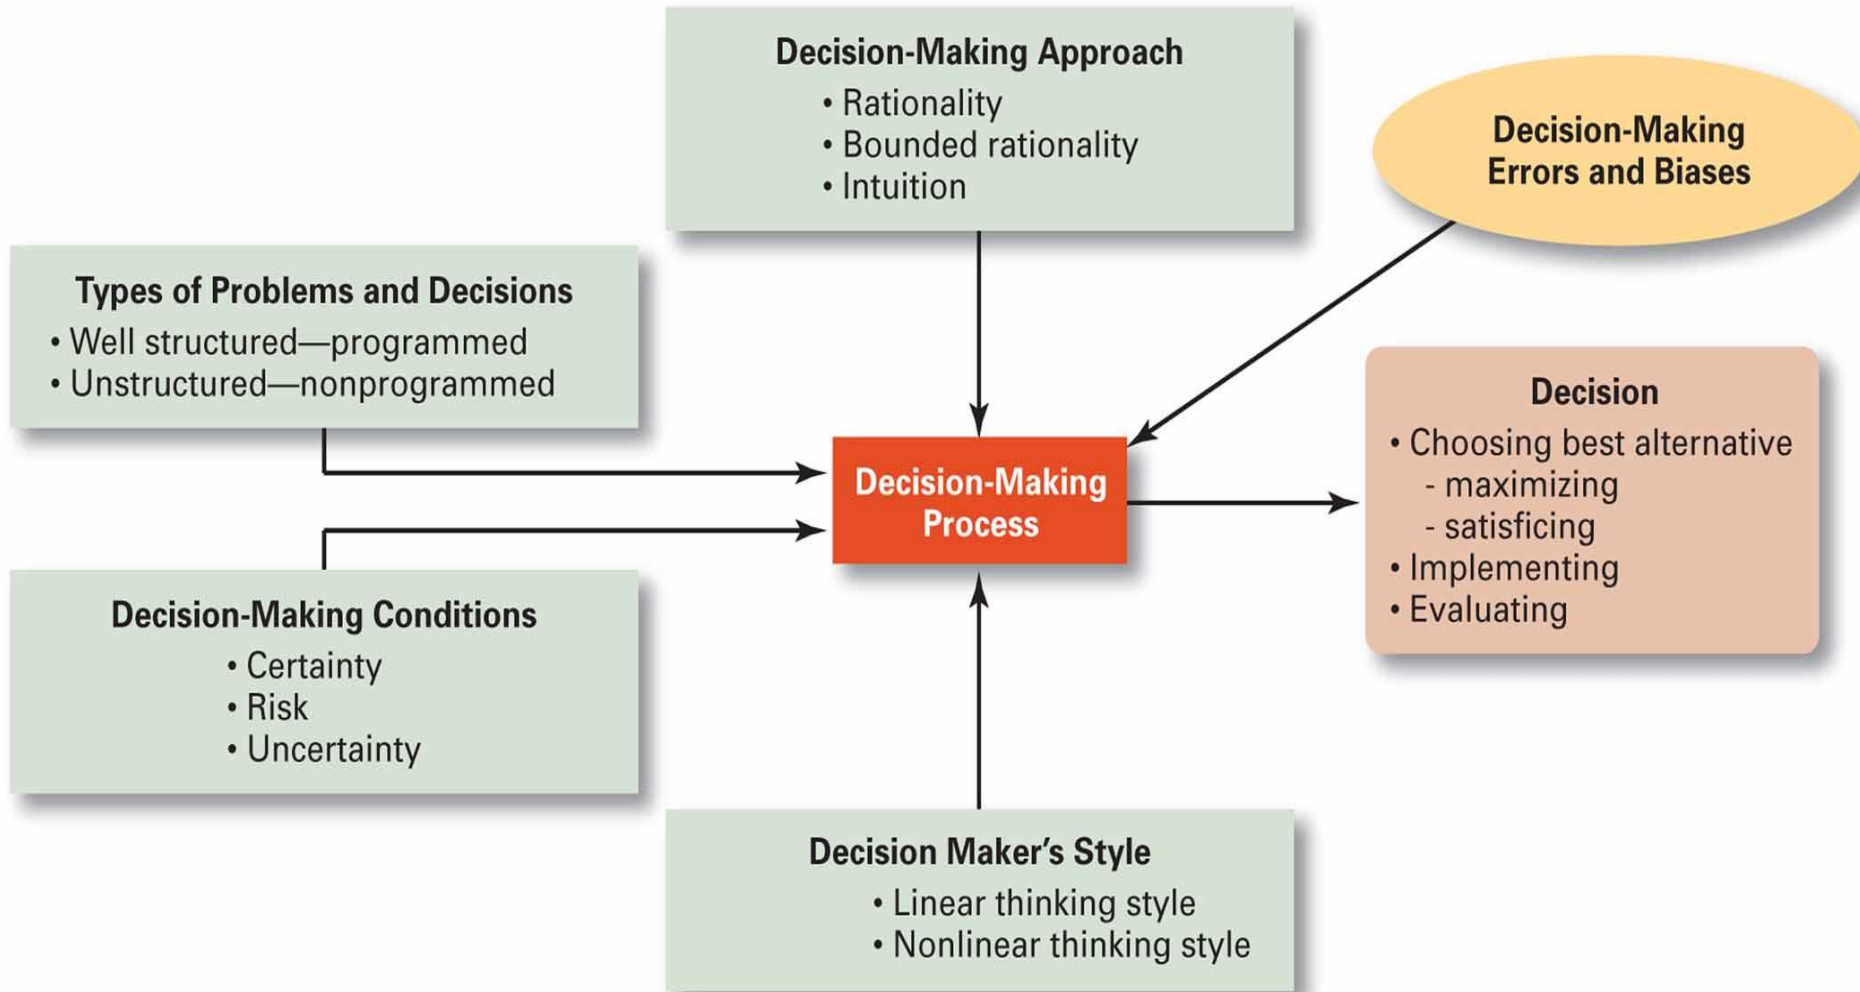 Decision-Making Approach
• Rationality
• Bounded rationality
• Intuition
Decision-Making
Errors and Biases
Types of Problems and Decisions
• Well structured—programmed
• Unstructured—nonprogrammed
Decision
• Choosing best alternative
- maximizing
- satisficing
• Implementing
• Evaluating
Decision-Making
Process
Decision-Making Conditions
• Certainty
• Risk
• Uncertainty
Decision Maker’s Style
• Linear thinking style
• Nonlinear thinking style